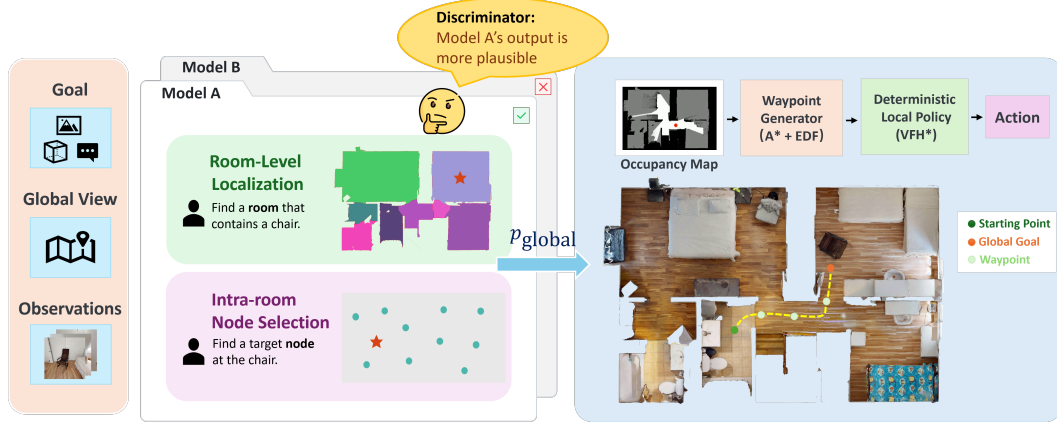 Goal
Global View
Observations
Model B
Model A
Discriminator:
Model A's output is
more plausible
Room-Level
Localization
Find a room that
contains a chair.
Intra-room
Node Selection
Find a target node
at the chair.
p_global
Occupancy Map
Waypoint
Generator
(A* + EDF)
Deterministic
Local Policy
(VFH*)
Action
Starting Point
Global Goal
Waypoint